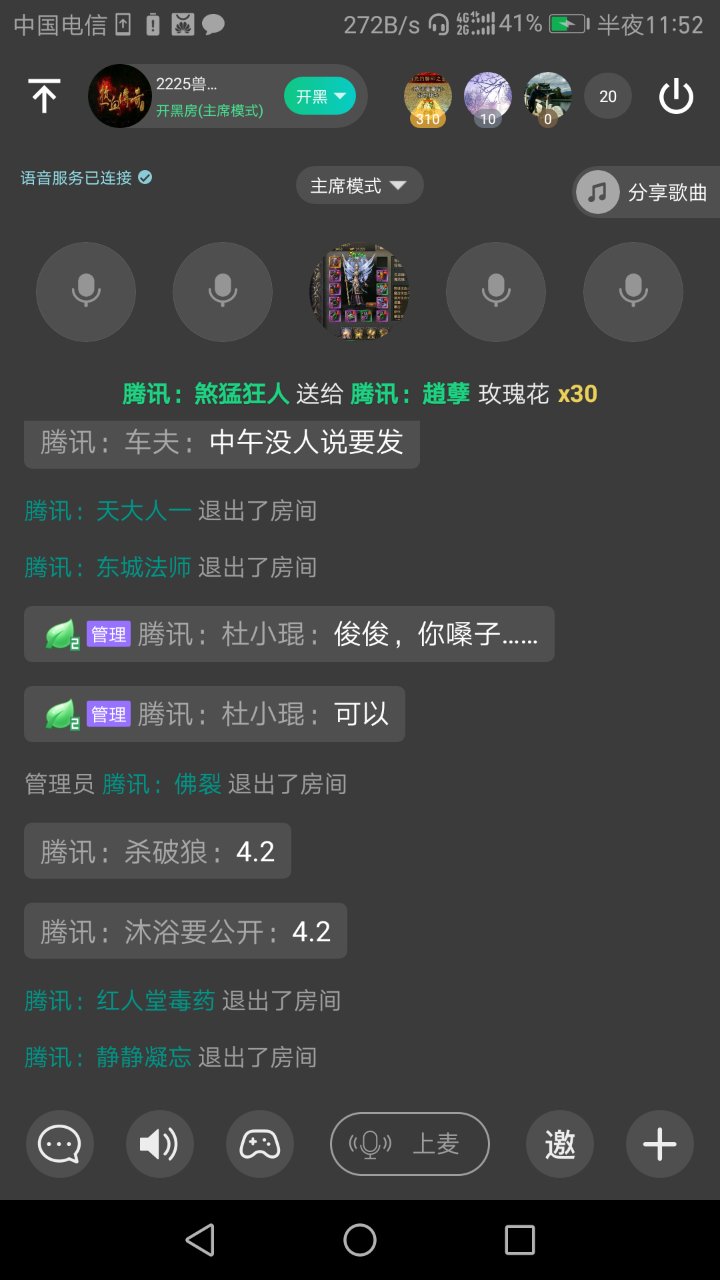 中国电信 272B/s 4G 2G 41% 半夜11:52
2225兽...
开黑房(主席模式)
开黑
310
10
0
20
语音服务已连接
主席模式
分享歌曲
腾讯：煞猛狂人 送给 腾讯：趙孽 玫瑰花 x30
腾讯：车夫：中午没人说要发
腾讯：天大人一 退出了房间
腾讯：东城法师 退出了房间
2 管理 腾讯：杜小琨：俊俊，你嗓子......
2 管理 腾讯：杜小琨：可以
管理员 腾讯：佛裂 退出了房间
腾讯：杀破狼：4.2
腾讯：沐浴要公开：4.2
腾讯：红人堂毒药 退出了房间
腾讯：静静凝忘 退出了房间
上麦
邀